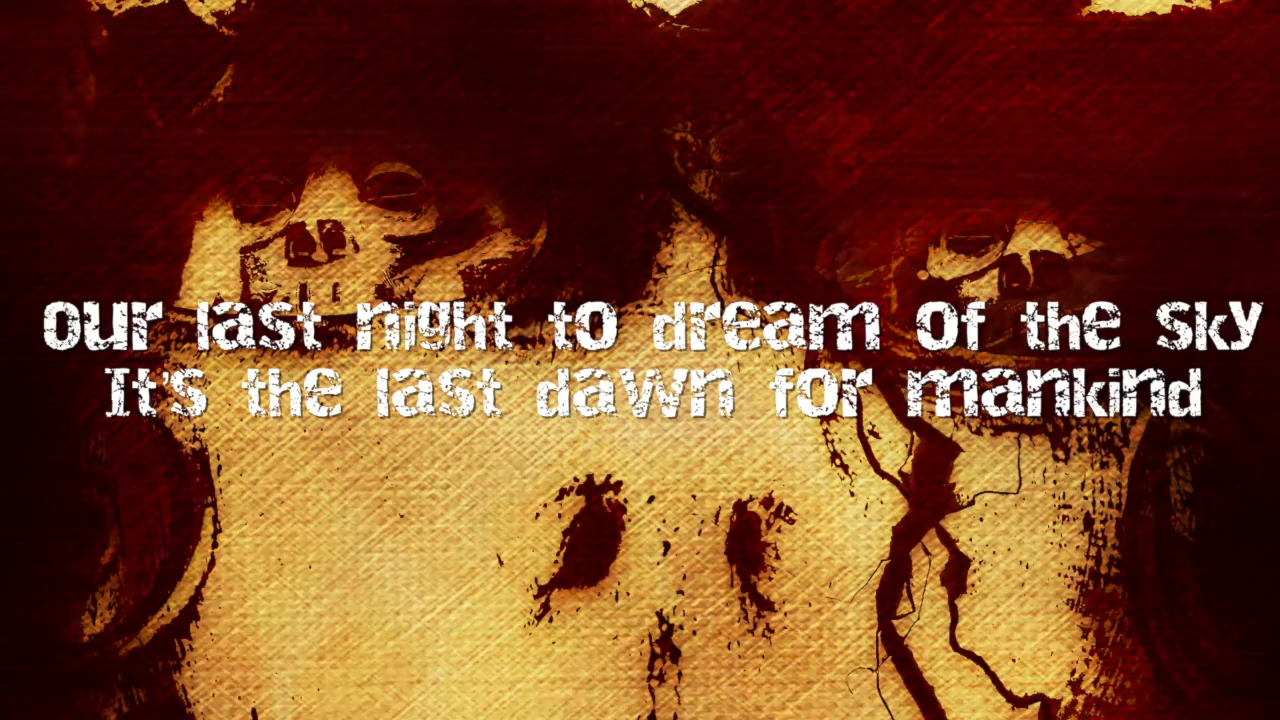 our last night to dream of the sky
It's the last dawn for mankind